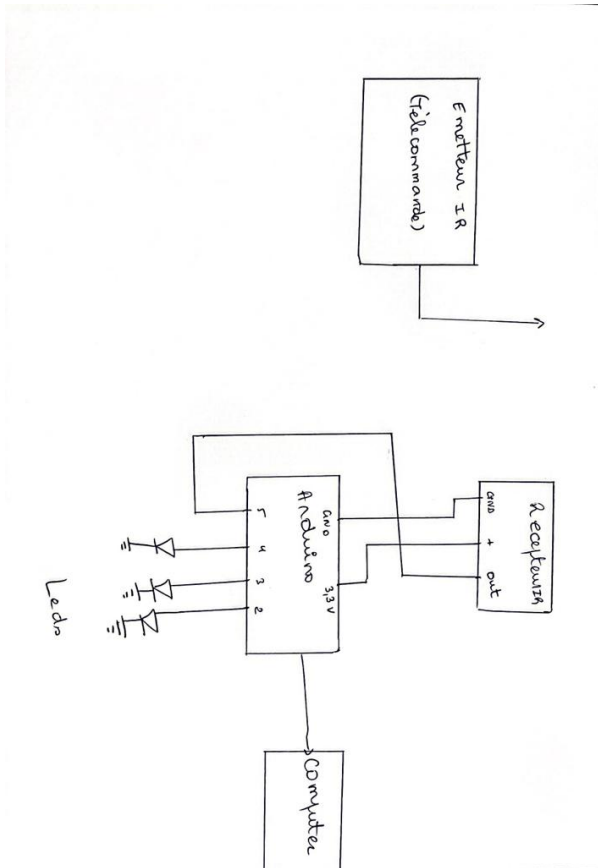 Emetteur IR
(Télécommande)
Recepteur IR
GND
+
out
Arduino
GND
3,3 V
5
4
3
2
Leds
Computer